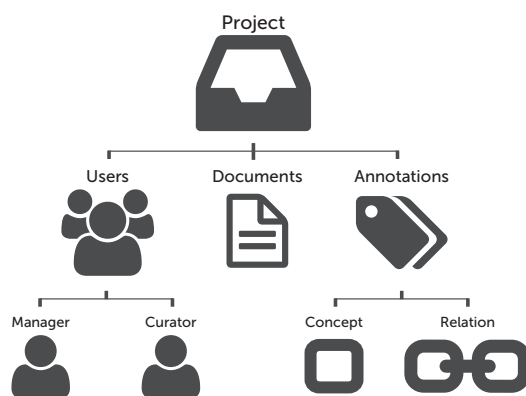 Project
Users Documents Annotations
Manager Curator Concept Relation